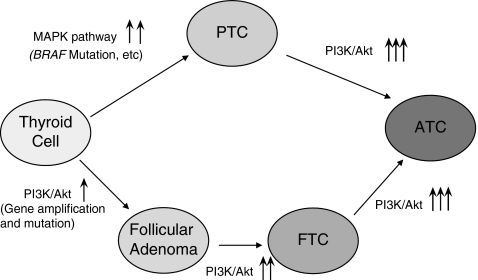 PTC
MAPK pathway
(BRAF Mutation, etc)
PI3K/Akt
Thyroid
Cell
ATC
PI3K/Akt
(Gene amplification
and mutation)
PI3K/Akt
Follicular
Adenoma
FTC
PI3K/Akt